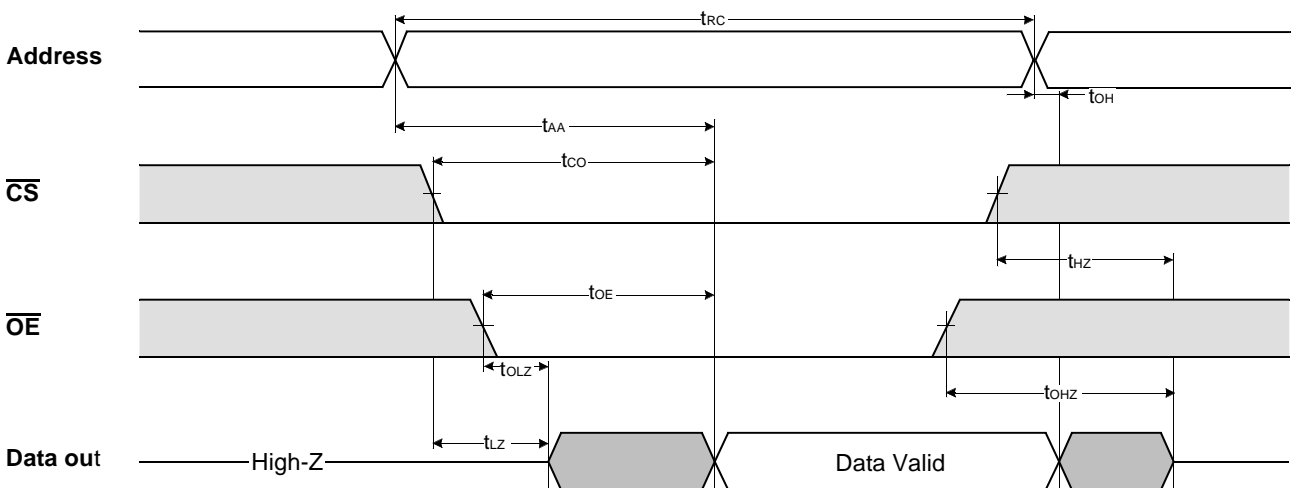 tRC
Address
tOH
tAA
tCO
CS
tHZ
tOE
OE
tOLZ
tOHZ
tLZ
Data out
High-Z
Data Valid